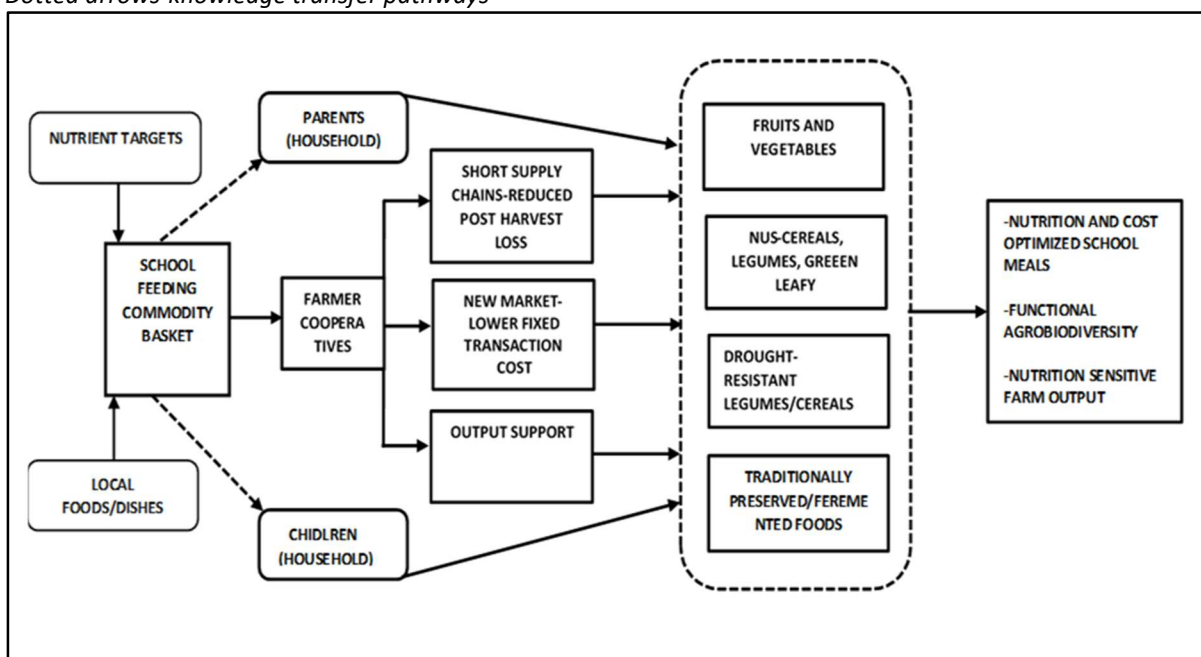 Dotted arrows-knowledge transfer pathways
NUTRIENT TARGETS
PARENTS
(HOUSEHOLD)
SCHOOL
FEEDING
COMMODITY
BASKET
LOCAL
FOODS/DISHES
CHIDLREN
(HOUSEHOLD)
FARMER
COOPERA
TIVES
SHORT SUPPLY
CHAINS-REDUCED
POST HARVEST
LOSS
NEW MARKET-
LOWER FIXED
TRANSACTION
COST
OUTPUT SUPPORT
FRUITS AND
VEGETABLES
NUS-CEREALS,
LEGUMES, GREEEN
LEAFY
DROUGHT-
RESISTANT
LEGUMES/CEREALS
TRADITIONALLY
PRESERVED/FEREME
NTED FOODS
-NUTRITION AND COST
OPTIMIZED SCHOOL
MEALS
-FUNCTIONAL
AGROBIODIVERSITY
-NUTRITION SENSITIVE
FARM OUTPUT